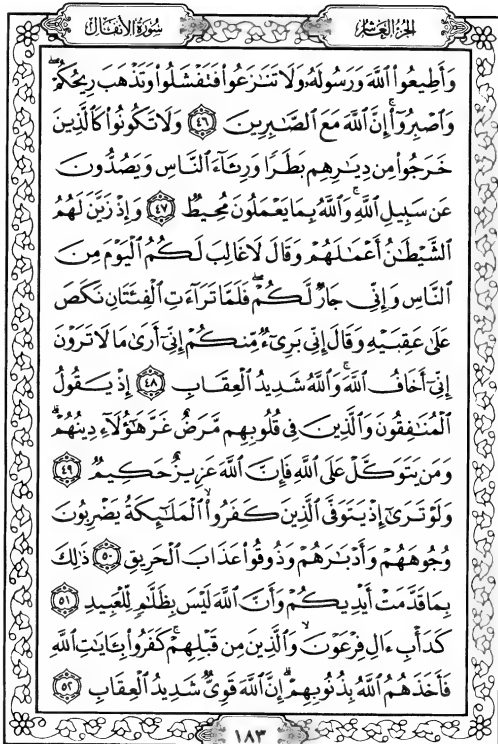 الجزء العاشر
سورة الأنفال
وَأَطِيعُوا۟ ٱللَّهَ وَرَسُولَهُۥ وَلَا تَنَٰزَعُوا۟ فَتَفْشَلُوا۟ وَتَذْهَبَ رِيحُكُمْ ۖ
وَٱصْبِرُوٓا۟ ۚ إِنَّ ٱللَّهَ مَعَ ٱلصَّٰبِرِينَ ٤٦ وَلَا تَكُونُوا۟ كَٱلَّذِينَ
خَرَجُوا۟ مِن دِيَٰرِهِم بَطَرًا وَرِئَآءَ ٱلنَّاسِ وَيَصُدُّونَ
عَن سَبِيلِ ٱللَّهِ ۚ وَٱللَّهُ بِمَا يَعْمَلُونَ مُحِيطٌ ٤٧ وَإِذْ زَيَّنَ لَهُمُ
ٱلشَّيْطَٰنُ أَعْمَٰلَهُمْ وَقَالَ لَا غَالِبَ لَكُمُ ٱلْيَوْمَ مِنَ
ٱلنَّاسِ وَإِنِّى جَارٌ لَّكُمْ ۖ فَلَمَّا تَرَآءَتِ ٱلْفِئَتَانِ نَكَصَ
عَلَىٰ عَقِبَيْهِ وَقَالَ إِنِّى بَرِىٓءٌ مِّنكُمْ إِنِّىٓ أَرَىٰ مَا لَا تَرَوْنَ
إِنِّىٓ أَخَافُ ٱللَّهَ ۚ وَٱللَّهُ شَدِيدُ ٱلْعِقَابِ ٤٨ إِذْ يَقُولُ
ٱلْمُنَٰفِقُونَ وَٱلَّذِينَ فِى قُلُوبِهِم مَّرَضٌ غَرَّ هَٰٓؤُلَآءِ دِينُهُمْ ۗ
وَمَن يَتَوَكَّلْ عَلَى ٱللَّهِ فَإِنَّ ٱللَّهَ عَزِيزٌ حَكِيمٌ ٤٩
وَلَوْ تَرَىٰٓ إِذْ يَتَوَفَّى ٱلَّذِينَ كَفَرُوا۟ ۙ ٱلْمَلَٰٓئِكَةُ يَضْرِبُونَ
وُجُوهَهُمْ وَأَدْبَٰرَهُمْ وَذُوقُوا۟ عَذَابَ ٱلْحَرِيقِ ٥٠ ذَٰلِكَ
بِمَا قَدَّمَتْ أَيْدِيكُمْ وَأَنَّ ٱللَّهَ لَيْسَ بِظَلَّٰمٍ لِّلْعَبِيدِ ٥١
كَدَأْبِ ءَالِ فِرْعَوْنَ ۙ وَٱلَّذِينَ مِن قَبْلِهِمْ ۚ كَفَرُوا۟ بِـَٔايَٰتِ ٱللَّهِ
فَأَخَذَهُمُ ٱللَّهُ بِذُنُوبِهِمْ ۗ إِنَّ ٱللَّهَ قَوِىٌّ شَدِيدُ ٱلْعِقَابِ ٥٢
١٨٣